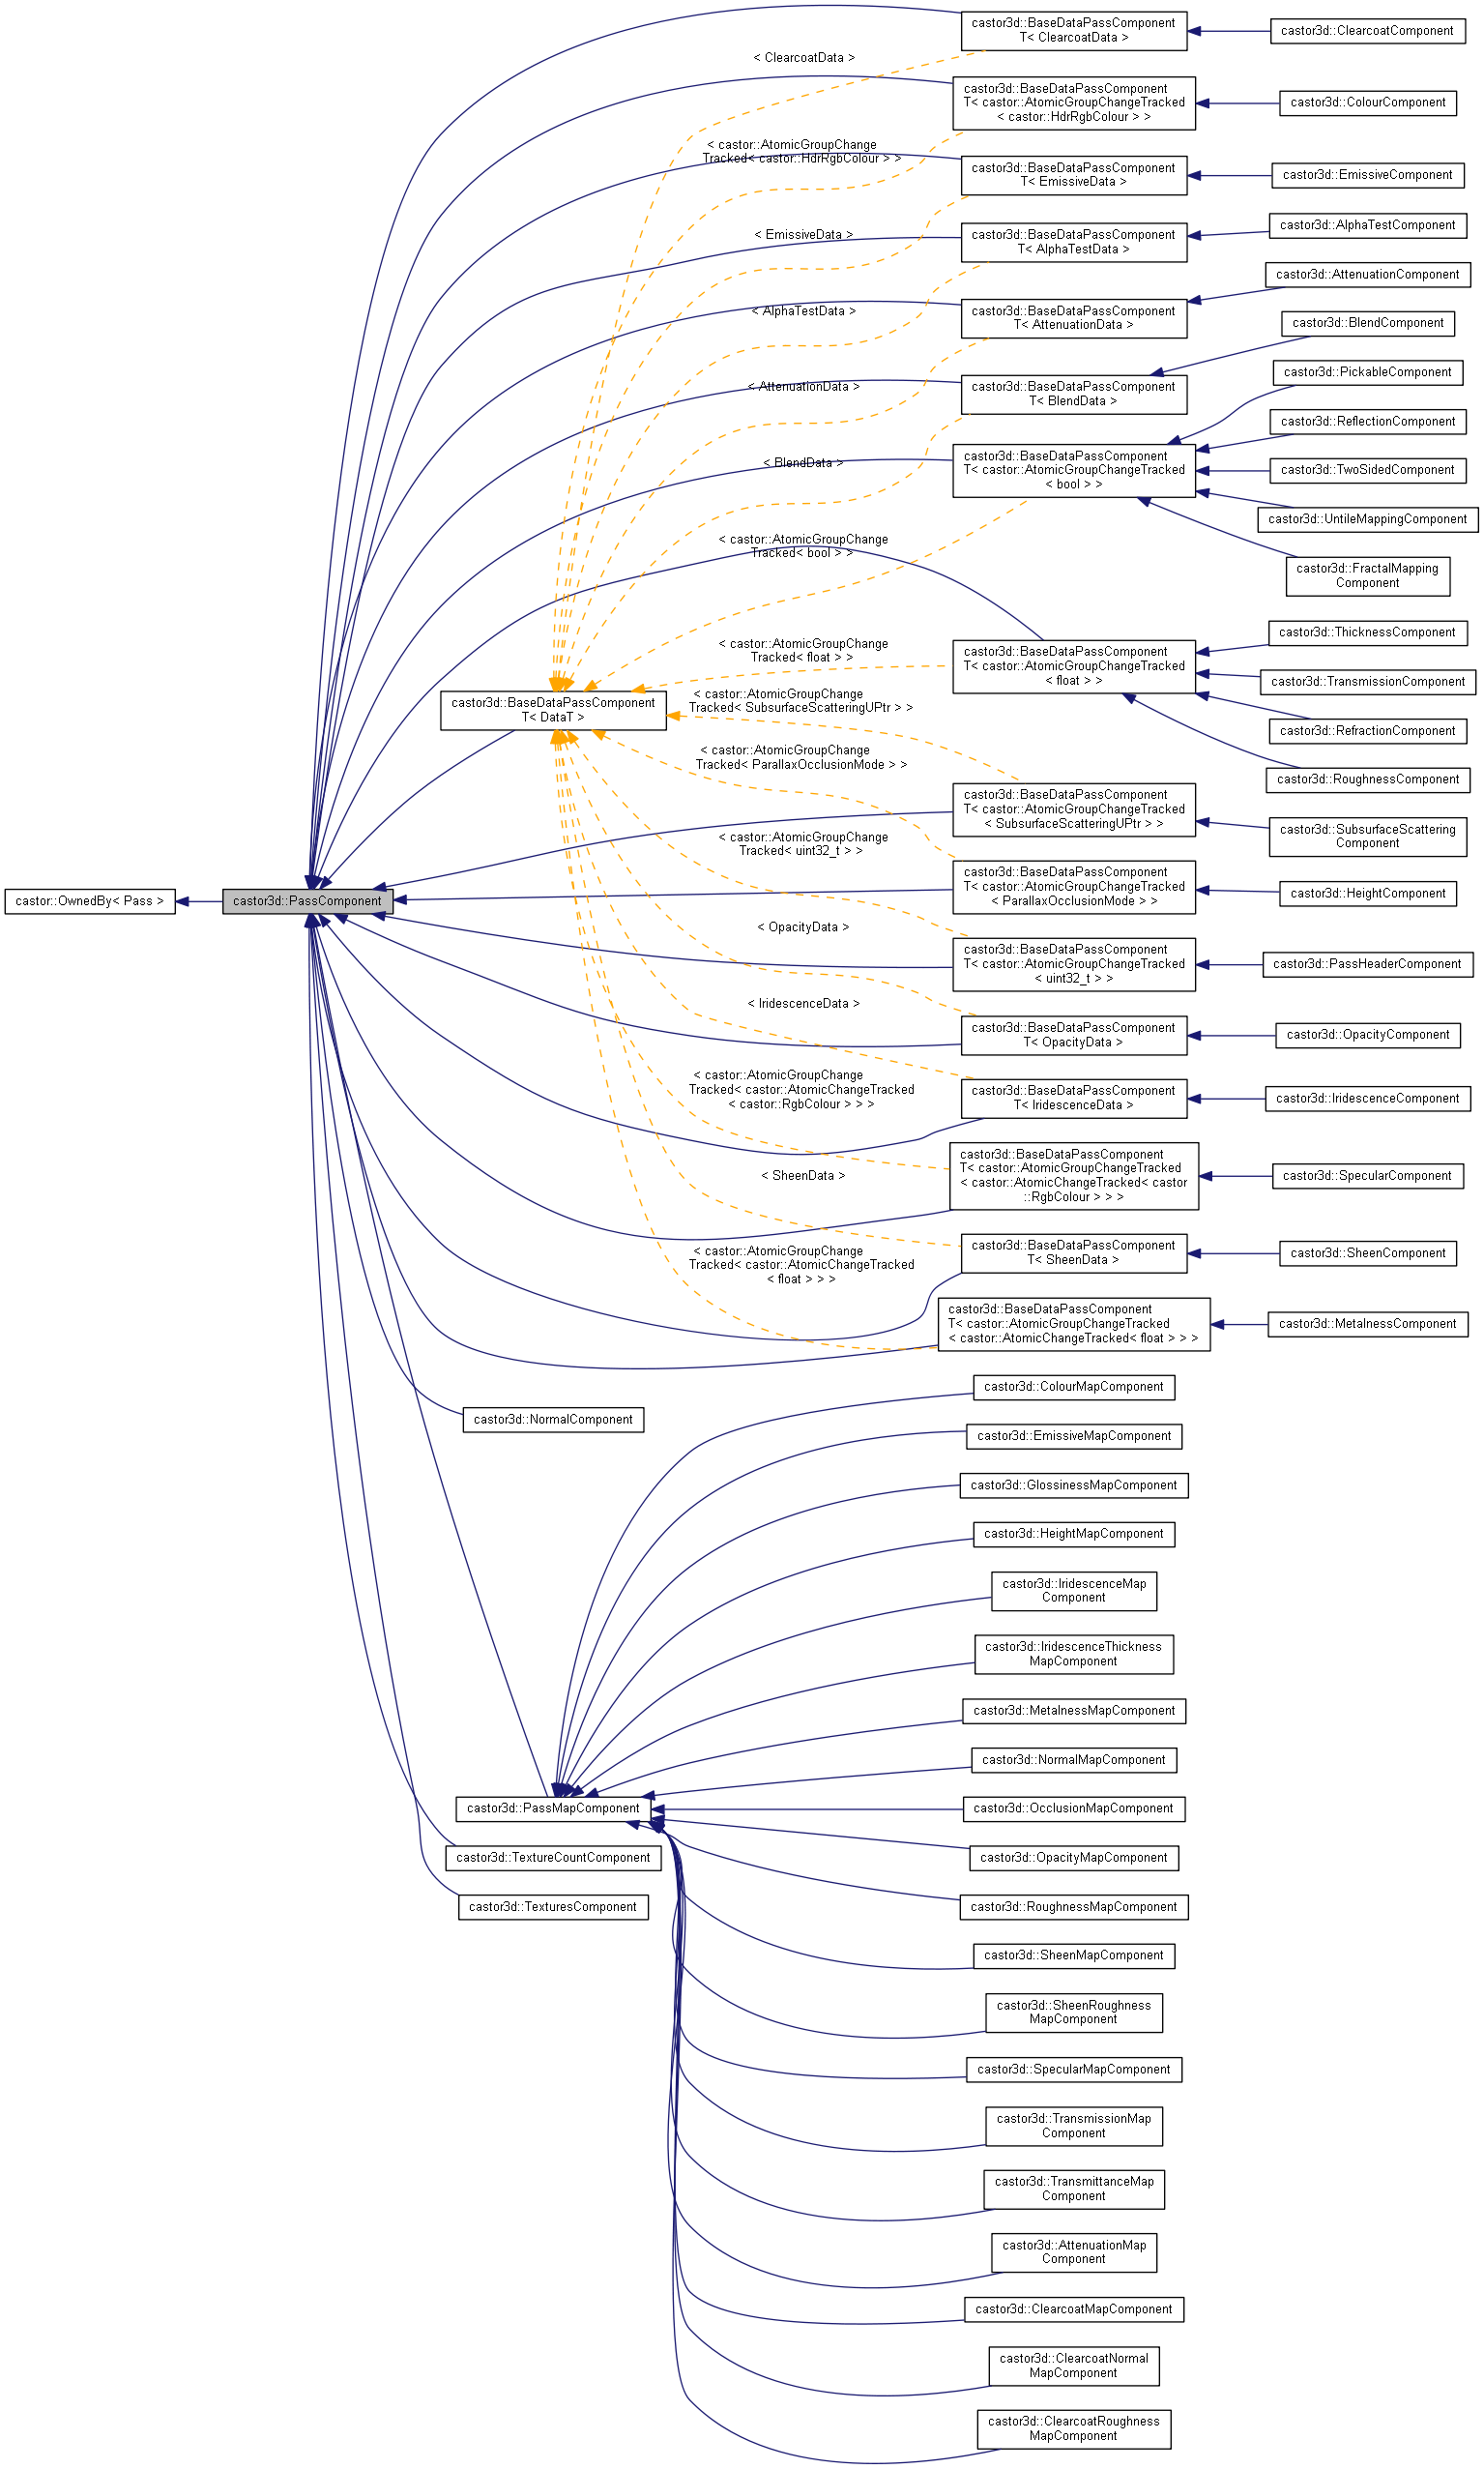 castor::OwnedBy< Pass >
castor3d::PassComponent
castor3d::BaseDataPassComponent
T< DataT >
castor3d::NormalComponent
castor3d::PassMapComponent
castor3d::TextureCountComponent
castor3d::TexturesComponent
< ClearcoatData >
< castor::AtomicGroupChange
Tracked< castor::HdrRgbColour > >
< EmissiveData >
< AlphaTestData >
< AttenuationData >
< BlendData >
< castor::AtomicGroupChange
Tracked< bool > >
< castor::AtomicGroupChange
Tracked< float > >
< castor::AtomicGroupChange
Tracked< SubsurfaceScatteringUPtr > >
< castor::AtomicGroupChange
Tracked< ParallaxOcclusionMode > >
< castor::AtomicGroupChange
Tracked< uint32_t > >
< OpacityData >
< IridescenceData >
< castor::AtomicGroupChange
Tracked< castor::AtomicChangeTracked
< castor::RgbColour > > >
< SheenData >
< castor::AtomicGroupChange
Tracked< castor::AtomicChangeTracked
< float > > >
castor3d::BaseDataPassComponent
T< ClearcoatData >
castor3d::BaseDataPassComponent
T< castor::AtomicGroupChangeTracked
< castor::HdrRgbColour > >
castor3d::BaseDataPassComponent
T< EmissiveData >
castor3d::BaseDataPassComponent
T< AlphaTestData >
castor3d::BaseDataPassComponent
T< AttenuationData >
castor3d::BaseDataPassComponent
T< BlendData >
castor3d::BaseDataPassComponent
T< castor::AtomicGroupChangeTracked
< bool > >
castor3d::BaseDataPassComponent
T< castor::AtomicGroupChangeTracked
< float > >
castor3d::BaseDataPassComponent
T< castor::AtomicGroupChangeTracked
< SubsurfaceScatteringUPtr > >
castor3d::BaseDataPassComponent
T< castor::AtomicGroupChangeTracked
< ParallaxOcclusionMode > >
castor3d::BaseDataPassComponent
T< castor::AtomicGroupChangeTracked
< uint32_t > >
castor3d::BaseDataPassComponent
T< OpacityData >
castor3d::BaseDataPassComponent
T< IridescenceData >
castor3d::BaseDataPassComponent
T< castor::AtomicGroupChangeTracked
< castor::AtomicChangeTracked< castor
::RgbColour > > >
castor3d::BaseDataPassComponent
T< SheenData >
castor3d::BaseDataPassComponent
T< castor::AtomicGroupChangeTracked
< castor::AtomicChangeTracked< float > > >
castor3d::ColourMapComponent
castor3d::EmissiveMapComponent
castor3d::GlossinessMapComponent
castor3d::HeightMapComponent
castor3d::IridescenceMap
Component
castor3d::IridescenceThickness
MapComponent
castor3d::MetalnessMapComponent
castor3d::NormalMapComponent
castor3d::OcclusionMapComponent
castor3d::OpacityMapComponent
castor3d::RoughnessMapComponent
castor3d::SheenMapComponent
castor3d::SheenRoughness
MapComponent
castor3d::SpecularMapComponent
castor3d::TransmissionMap
Component
castor3d::TransmittanceMap
Component
castor3d::AttenuationMap
Component
castor3d::ClearcoatMapComponent
castor3d::ClearcoatNormal
MapComponent
castor3d::ClearcoatRoughness
MapComponent
castor3d::ClearcoatComponent
castor3d::ColourComponent
castor3d::EmissiveComponent
castor3d::AlphaTestComponent
castor3d::AttenuationComponent
castor3d::BlendComponent
castor3d::PickableComponent
castor3d::ReflectionComponent
castor3d::TwoSidedComponent
castor3d::UntileMappingComponent
castor3d::FractalMapping
Component
castor3d::ThicknessComponent
castor3d::TransmissionComponent
castor3d::RefractionComponent
castor3d::RoughnessComponent
castor3d::SubsurfaceScattering
Component
castor3d::HeightComponent
castor3d::PassHeaderComponent
castor3d::OpacityComponent
castor3d::IridescenceComponent
castor3d::SpecularComponent
castor3d::SheenComponent
castor3d::MetalnessComponent